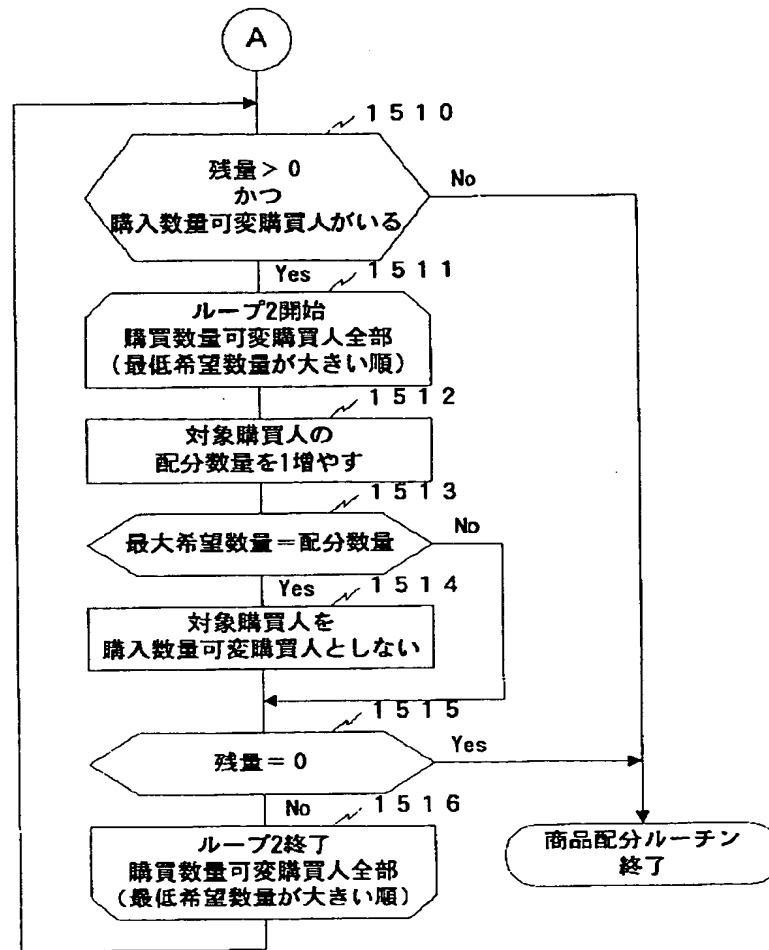 A
1510
残量＞0
かつ
購入数量可変購買人がいる
No
Yes
1511
ループ2開始
購買数量可変購買人全部
（最低希望数量が大きい順）
1512
対象購買人の
配分数量を1増やす
1513
最大希望数量＝配分数量
No
Yes
1514
対象購買人を
購入数量可変購買人としない
1515
残量＝0
Yes
No
1516
ループ2終了
購買数量可変購買人全部
（最低希望数量が大きい順）
商品配分ルーチン
終了